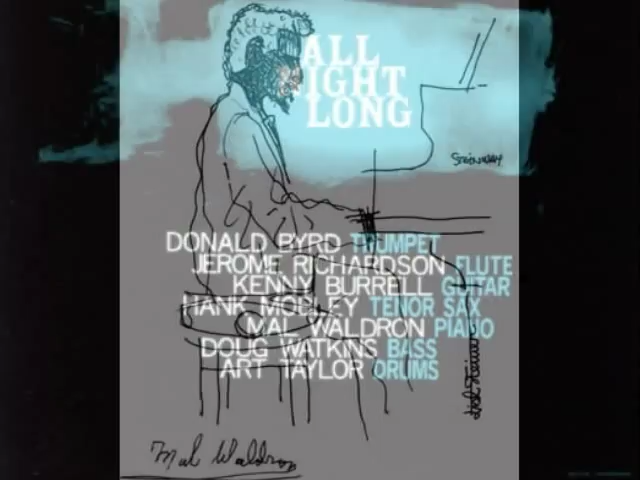 ALL
IGHT
LONG
Steinway
DONALD BYRD TRUMPET
JEROME RICHARDSON FLUTE
KENNY BURRELL GUITAR
HANK MOBLEY TENOR SAX
MAL WALDRON PIANO
DOUG WATKINS BASS
ART TAYLOR DRUMS
Mal Waldron